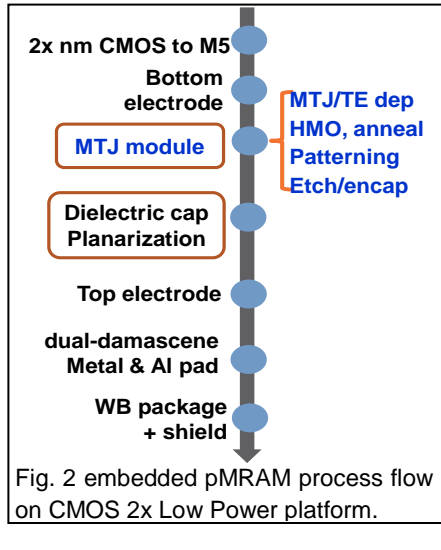 2x nm CMOS to M5
Bottom
electrode
MTJ module
MTJ/TE dep
HMO, anneal
Patterning
Etch/encap
Dielectric cap
Planarization
Top electrode
dual-damascene
Metal & Al pad
WB package
+ shield
Fig. 2 embedded pMRAM process flow
on CMOS 2x Low Power platform.